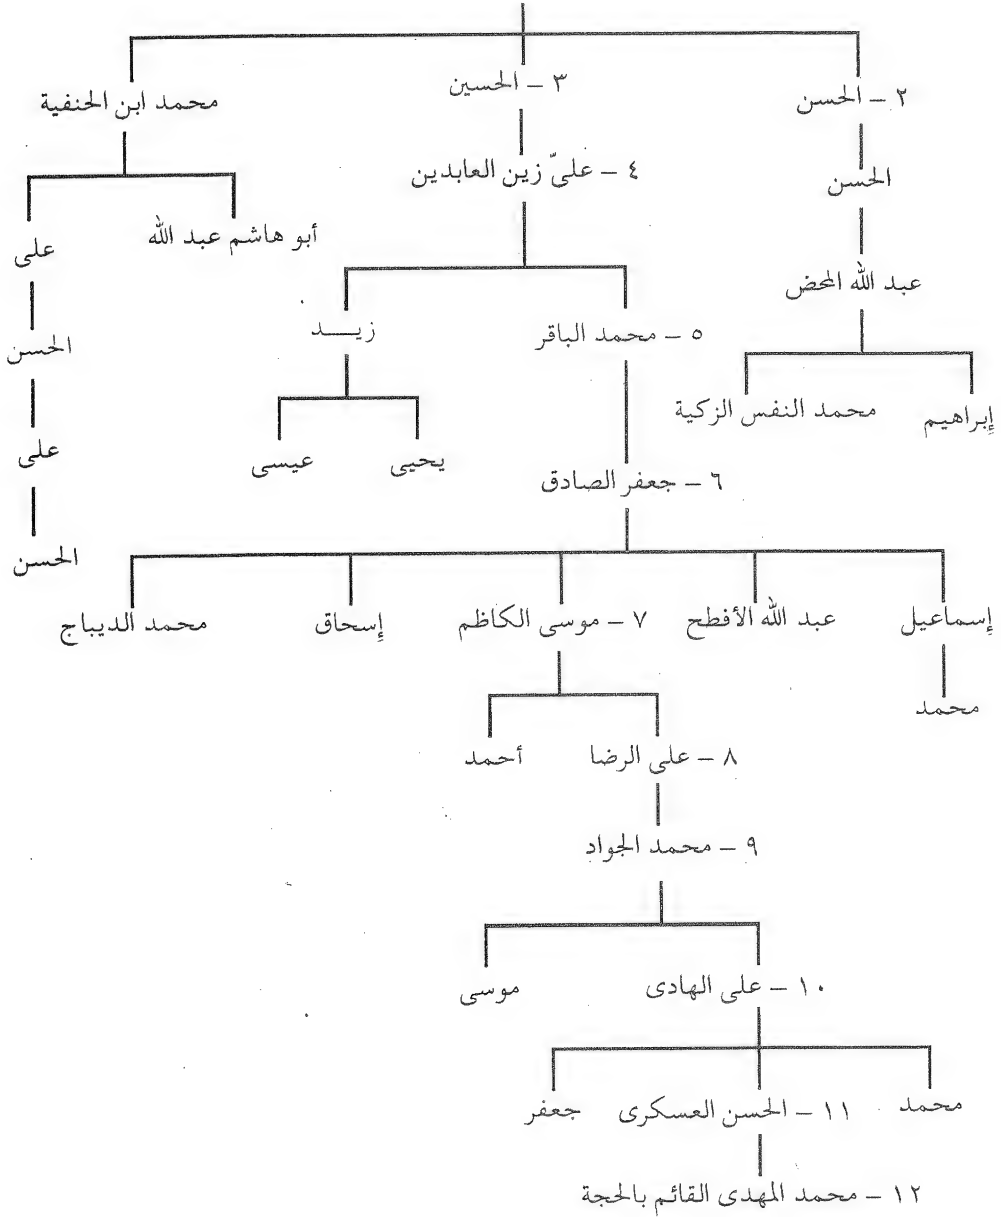 ٢ – الحسن
٣ – الحسين
محمد ابن الحنفية
الحسن
٤ – علىّ زين العابدين
أبو هاشم عبد الله
على
عبد الله المحض
٥ – محمد الباقر
زيـــد
الحسن
إبراهيم
محمد النفس الزكية
يحيى
عيسى
على
٦ – جعفر الصادق
الحسن
إسماعيل
عبد الله الأفطح
٧ – موسى الكاظم
إسحاق
محمد الديباج
محمد
٨ – على الرضا
أحمد
٩ – محمد الجواد
١٠ – على الهادى
موسى
محمد
١١ – الحسن العسكرى
جعفر
١٢ – محمد المهدى القائم بالحجة